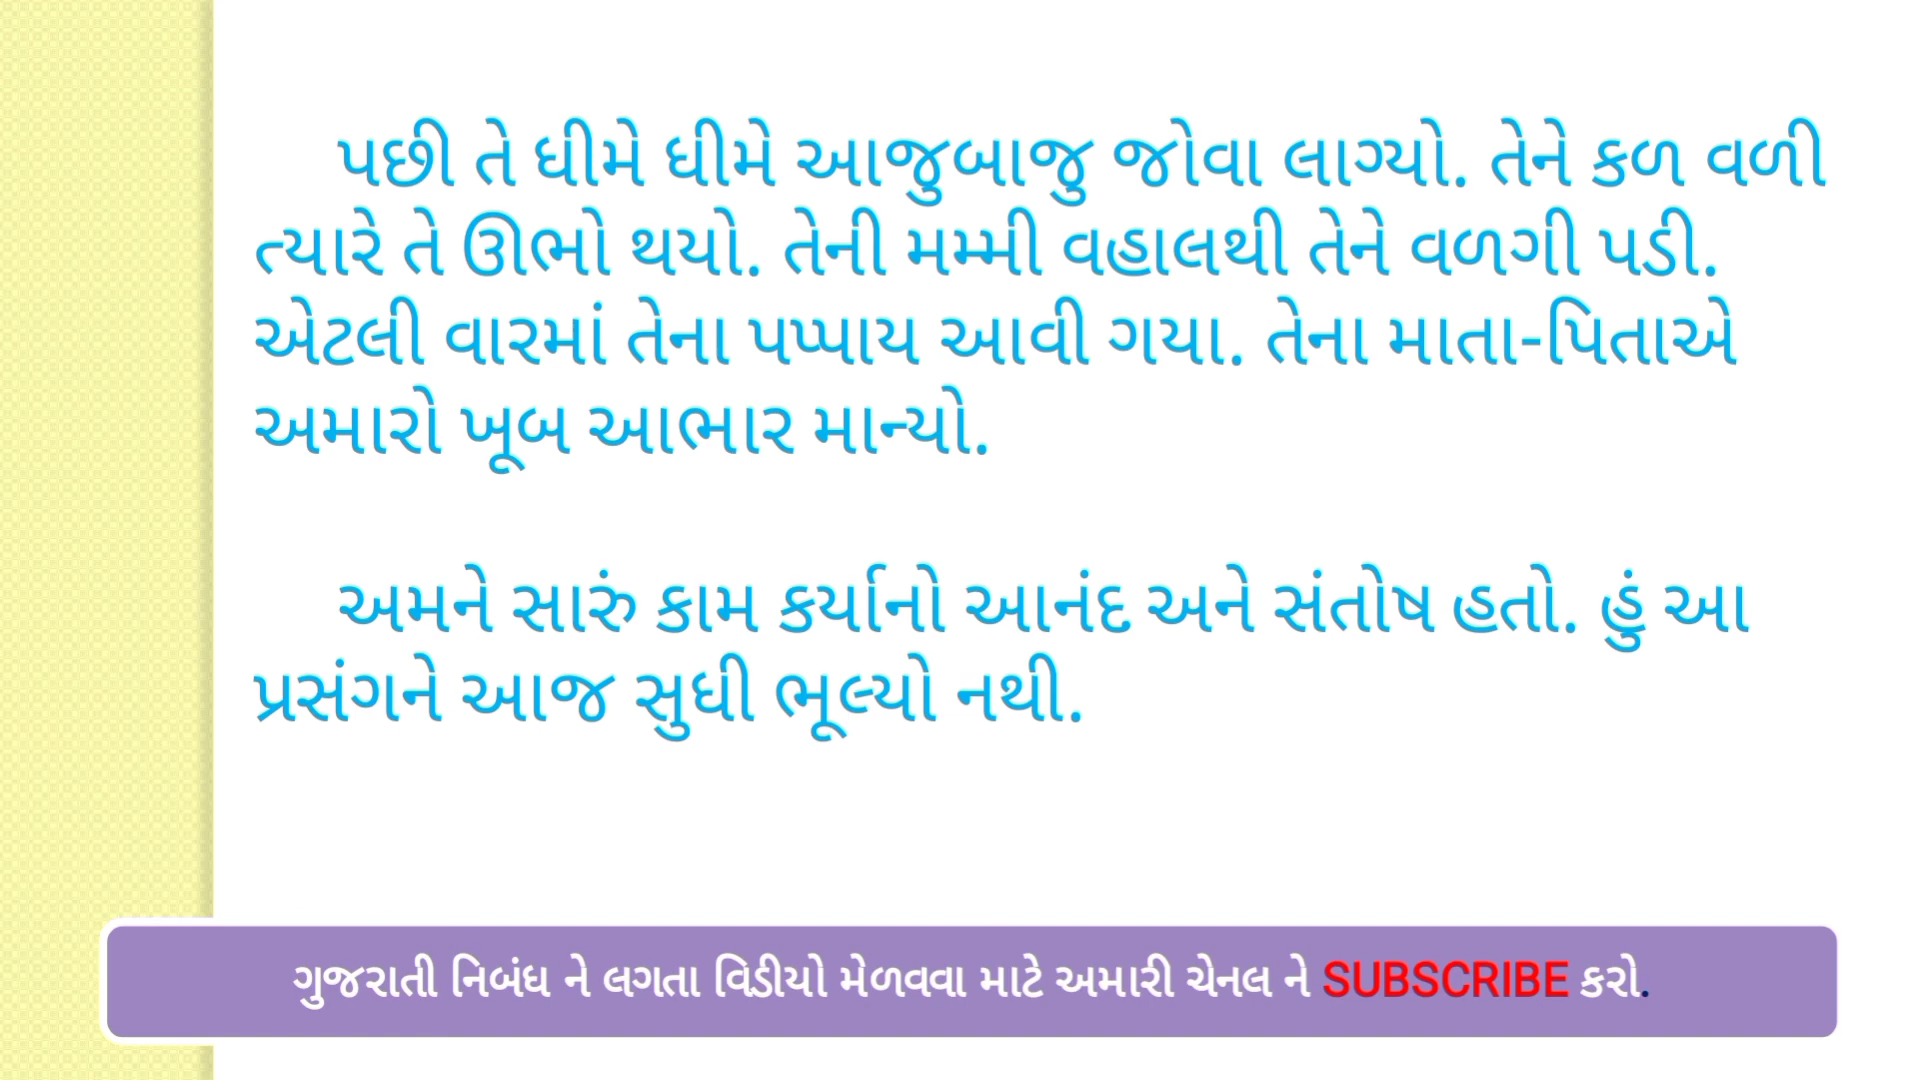 પછી તે ધીમે ધીમે આજુબાજુ જોવા લાગ્યો. તેને કળ વળી
ત્યારે તે ઊભો થયો. તેની મમ્મી વહાલથી તેને વળગી પડી.
એટલી વારમાં તેના પપ્પાય આવી ગયા. તેના માતા-પિતાએ
અમારો ખૂબ આભાર માન્યો.
અમને સારું કામ કર્યાનો આનંદ અને સંતોષ હતો. હું આ
પ્રસંગને આજ સુધી ભૂલ્યો નથી.
ગુજરાતી નિબંધ ને લગતા વિડીયો મેળવવા માટે અમારી ચેનલ ને SUBSCRIBE કરો.